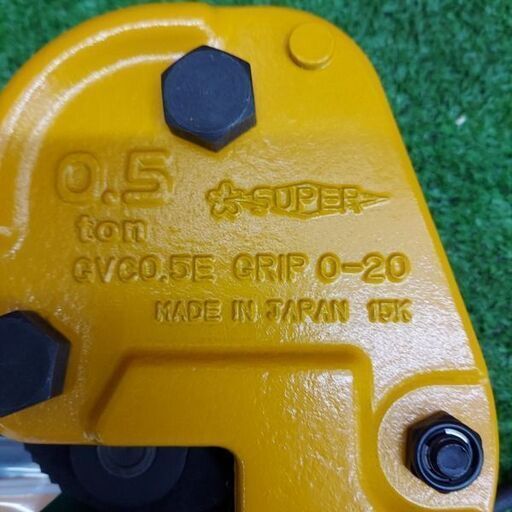 0.5
ton
SUPER
GVC0.5E GRIP 0-20
MADE IN JAPAN 15K